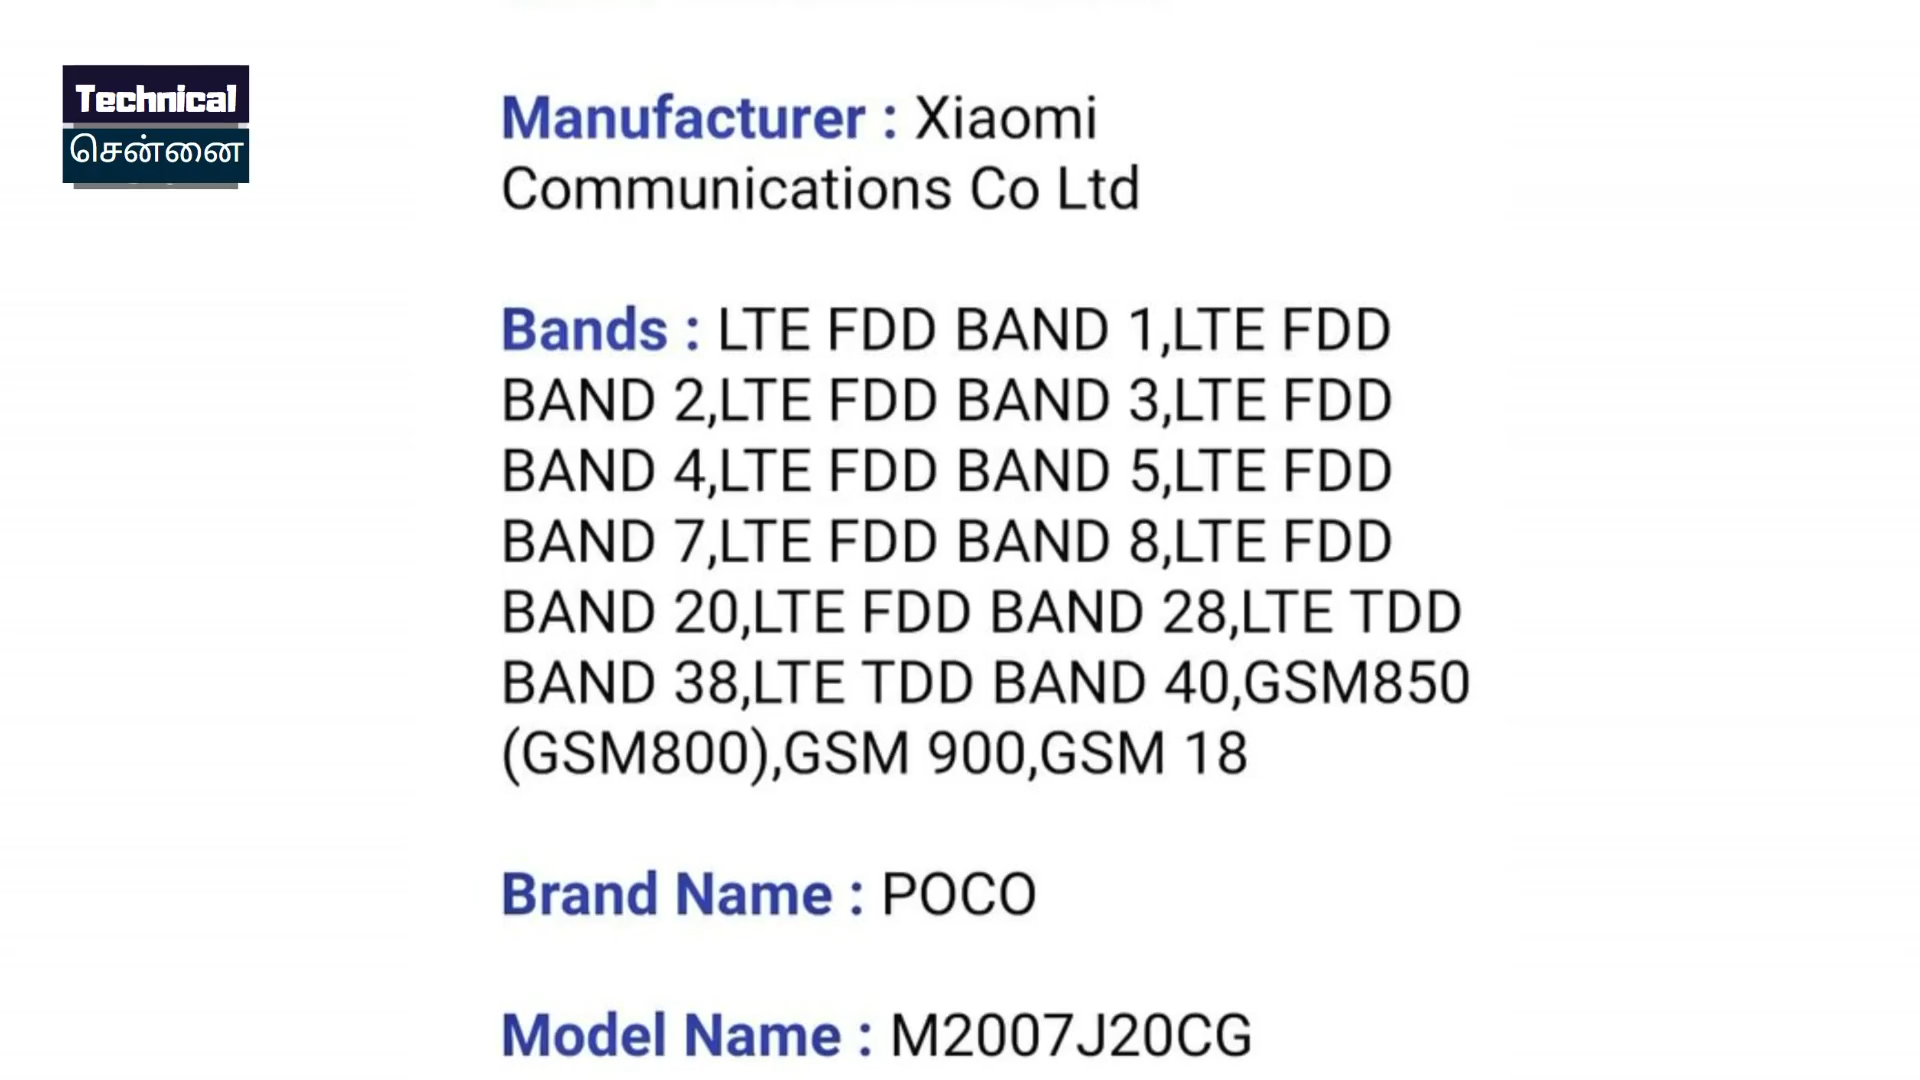 Technical
சென்னை
Manufacturer : Xiaomi
Communications Co Ltd
Bands : LTE FDD BAND 1,LTE FDD
BAND 2,LTE FDD BAND 3,LTE FDD
BAND 4,LTE FDD BAND 5,LTE FDD
BAND 7,LTE FDD BAND 8,LTE FDD
BAND 20,LTE FDD BAND 28,LTE TDD
BAND 38,LTE TDD BAND 40,GSM850
(GSM800),GSM 900,GSM 18
Brand Name : POCO
Model Name : M2007J20CG